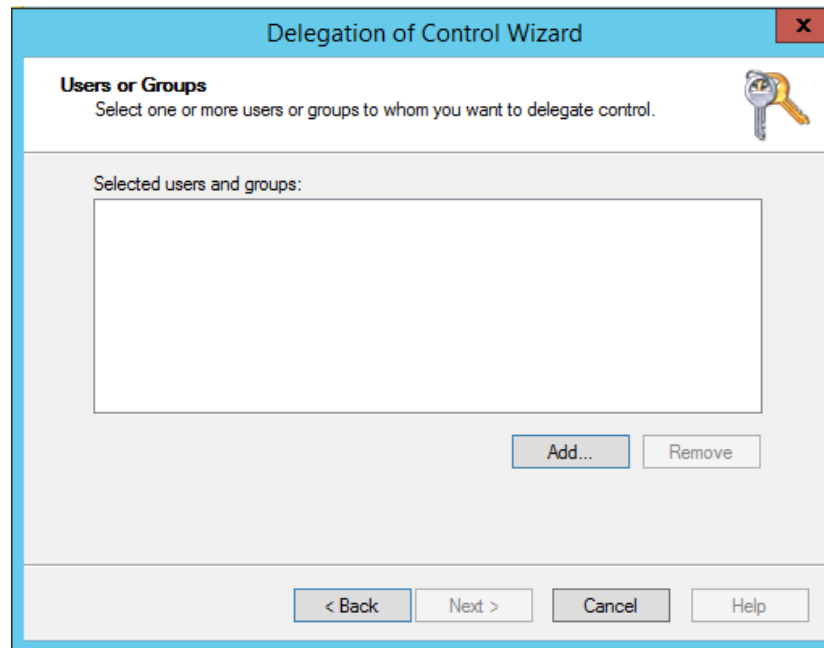 Delegation of Control Wizard
x
Users or Groups
Select one or more users or groups to whom you want to delegate control.
Selected users and groups:
Add...
Remove
< Back
Next >
Cancel
Help